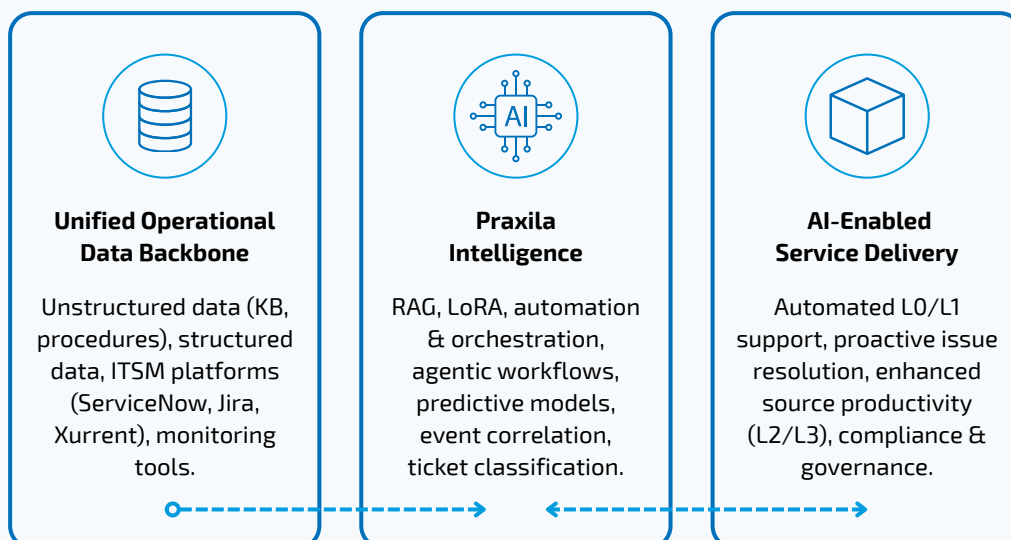 Unified Operational
Data Backbone
Unstructured data (KB,
procedures), structured
data, ITSM platforms
(ServiceNow, Jira,
Xurrent), monitoring
tools.
AI
Praxila
Intelligence
RAG, LoRA, automation
& orchestration,
agentic workflows,
predictive models,
event correlation,
ticket classification.
AI-Enabled
Service Delivery
Automated L0/L1
support, proactive issue
resolution, enhanced
source productivity
(L2/L3), compliance &
governance.